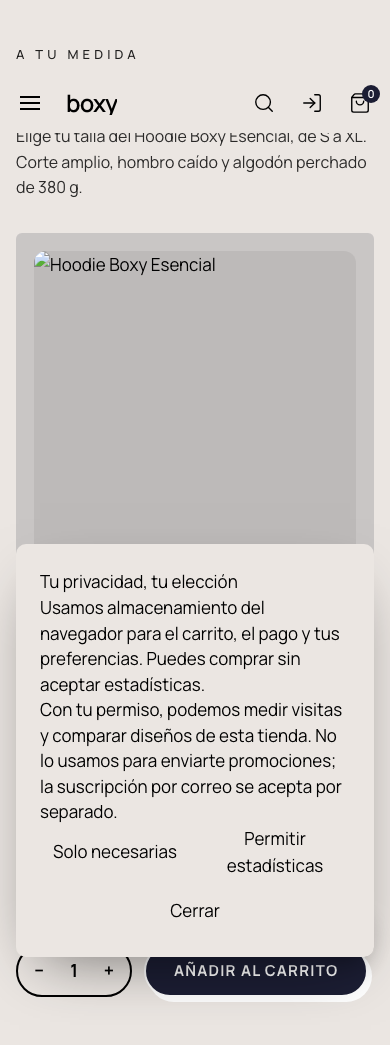 A TU MEDIDA
boxy
0
Elige tu talla del Hoodie Boxy Esencial, de S a XL.
Corte amplio, hombro caído y algodón perchado
de 380 g.
Hoodie Boxy Esencial
Tu privacidad, tu elección
Usamos almacenamiento del
navegador para el carrito, el pago y tus
preferencias. Puedes comprar sin
aceptar estadísticas.
Con tu permiso, podemos medir visitas
y comparar diseños de esta tienda. No
lo usamos para enviarte promociones;
la suscripción por correo se acepta por
separado.
Solo necesarias
Permitir
estadísticas
Cerrar
− 1 +
AÑADIR AL CARRITO